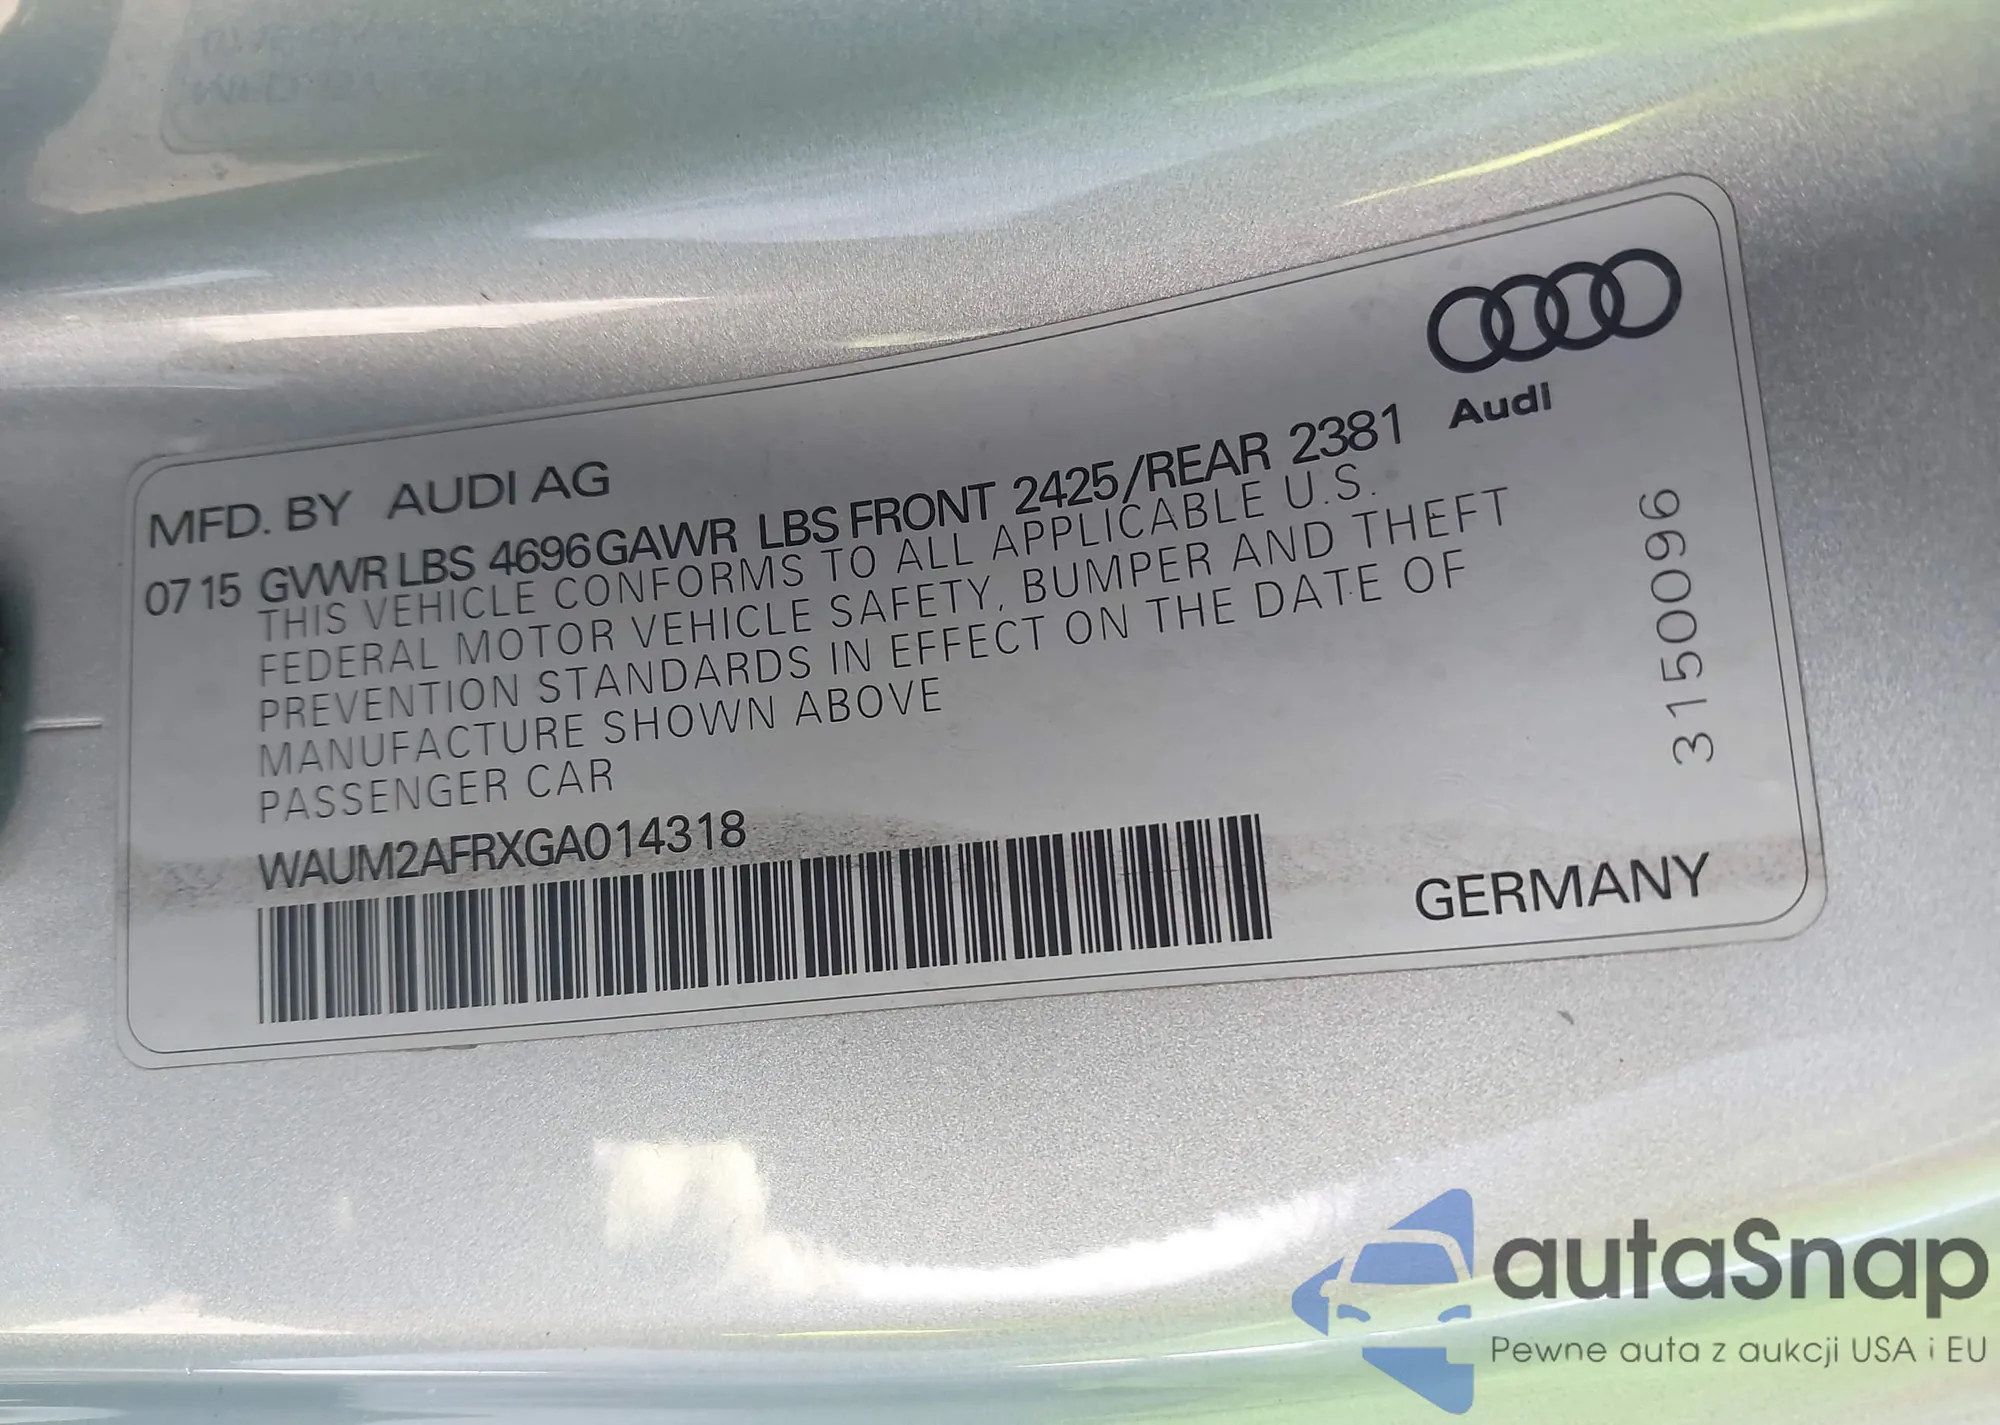 MFD. BY AUDI AG
0715 GVWR LBS 4696 GAWR LBS FRONT 2425/REAR 2381
THIS VEHICLE CONFORMS TO ALL APPLICABLE U.S.
FEDERAL MOTOR VEHICLE SAFETY, BUMPER AND THEFT
PREVENTION STANDARDS IN EFFECT ON THE DATE OF
MANUFACTURE SHOWN ABOVE
PASSENGER CAR
WAUM2AFRXGA014318
Audi
3150096
GERMANY
autaSnap
Pewne auta z aukcji USA i EU